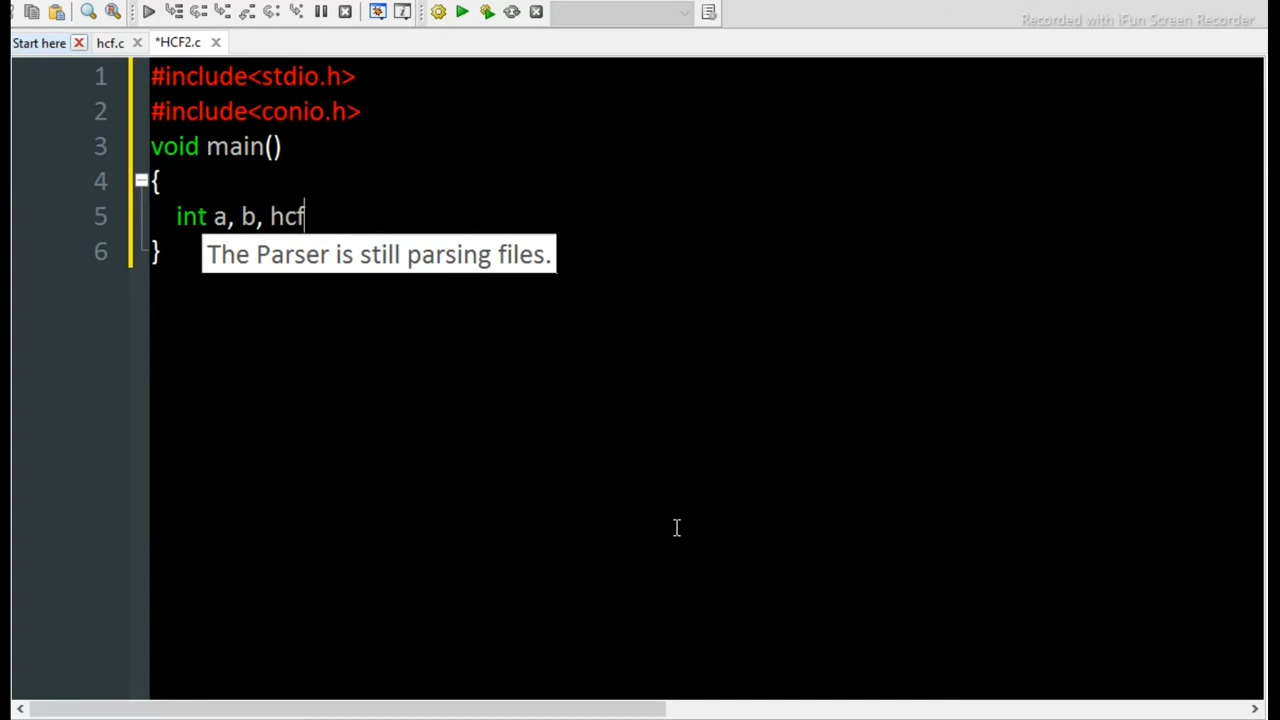 Recorded with iFun Screen Recorder
Start here hcf.c *HCF2.c
1 #include<stdio.h>
2 #include<conio.h>
3 void main()
4 {
5 int a, b, hcf
The Parser is still parsing files.
6 }